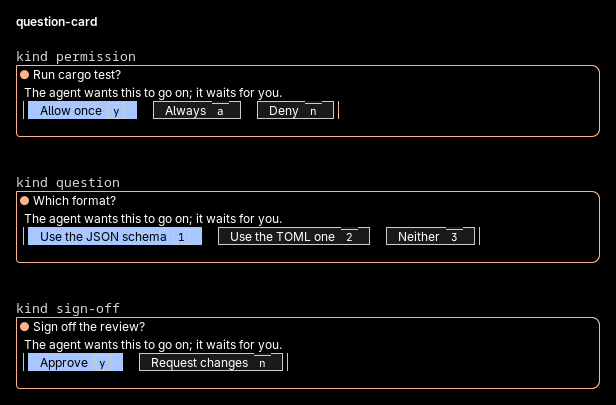 question-card
kind permission
Run cargo test?
The agent wants this to go on; it waits for you.
Allow once y Always a Deny n
kind question
Which format?
The agent wants this to go on; it waits for you.
Use the JSON schema 1 Use the TOML one 2 Neither 3
kind sign-off
Sign off the review?
The agent wants this to go on; it waits for you.
Approve y Request changes n